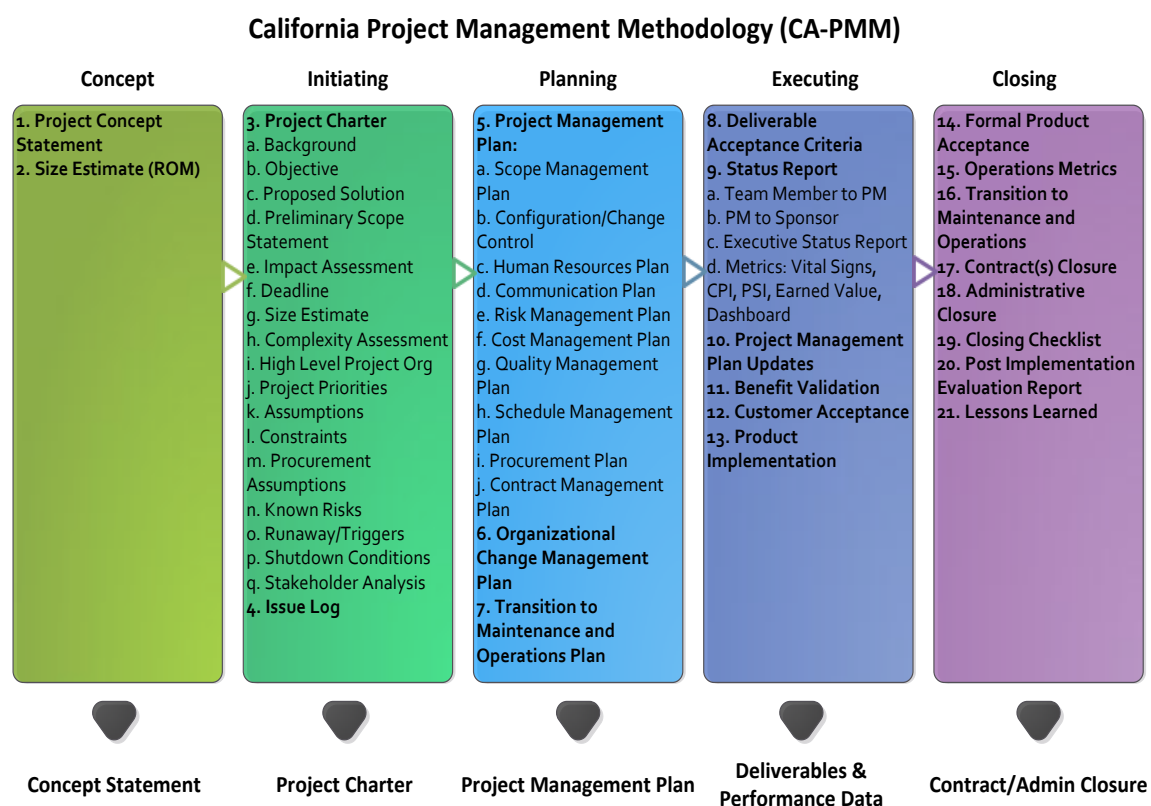 California Project Management Methodology (CA-PMM)
Concept
1. Project Concept
Statement
2. Size Estimate (ROM)
Concept Statement
Initiating
3. Project Charter
a. Background
b. Objective
c. Proposed Solution
d. Preliminary Scope
Statement
e. Impact Assessment
f. Deadline
g. Size Estimate
h. Complexity Assessment
i. High Level Project Org
j. Project Priorities
k. Assumptions
l. Constraints
m. Procurement
Assumptions
n. Known Risks
o. Runaway/Triggers
p. Shutdown Conditions
q. Stakeholder Analysis
4. Issue Log
Project Charter
Planning
5. Project Management
Plan:
a. Scope Management
Plan
b. Configuration/Change
Control
c. Human Resources Plan
d. Communication Plan
e. Risk Management Plan
f. Cost Management Plan
g. Quality Management
Plan
h. Schedule Management
Plan
i. Procurement Plan
j. Contract Management
Plan
6. Organizational
Change Management
Plan
7. Transition to
Maintenance and
Operations Plan
Project Management Plan
Executing
8. Deliverable
Acceptance Criteria
9. Status Report
a. Team Member to PM
b. PM to Sponsor
c. Executive Status Report
d. Metrics: Vital Signs,
CPI, PSI, Earned Value,
Dashboard
10. Project Management
Plan Updates
11. Benefit Validation
12. Customer Acceptance
13. Product
Implementation
Deliverables &
Performance Data
Closing
14. Formal Product
Acceptance
15. Operations Metrics
16. Transition to
Maintenance and
Operations
17. Contract(s) Closure
18. Administrative
Closure
19. Closing Checklist
20. Post Implementation
Evaluation Report
21. Lessons Learned
Contract/Admin Closure